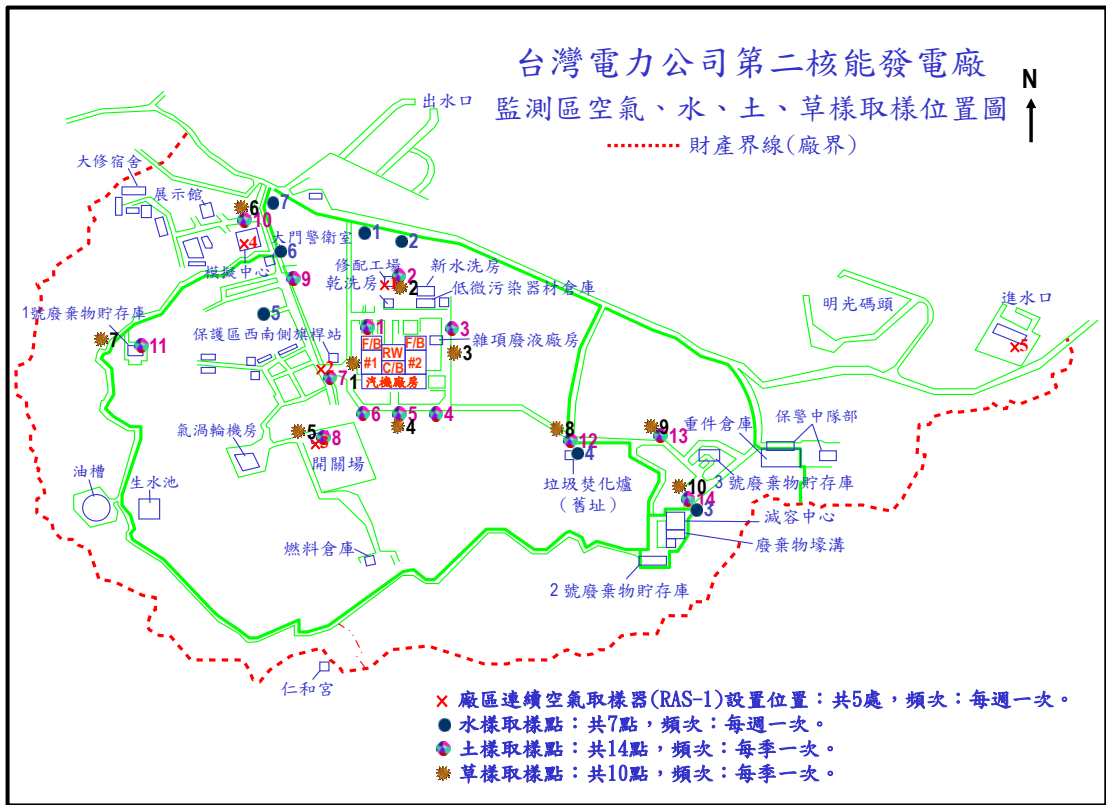 台灣電力公司第二核能發電廠
監測區空氣、水、土、草樣取樣位置圖
N
財產界線(廠界)
出水口
大修宿舍
展示館
6
7
10
4
大門警衛室
6
模擬中心
9
1
2
修配工場
新水洗房
2
1
2
乾洗房
低微污染器材倉庫
明光碼頭
進水口
5
1號廢棄物貯存庫
7
11
5
保護區西南側旗桿站
2
7
1
3
雜項廢液廠房
3
F/B
RW
F/B
#1
C/B
#2
汽機廠房
1
6
5
4
4
氣渦輪機房
5
8
3
開關場
8
12
4
垃圾焚化爐
(舊址)
9
13
重件倉庫
保警中隊部
3號廢棄物貯存庫
10
14
3
減容中心
廢棄物壕溝
2號廢棄物貯存庫
油槽
生水池
燃料倉庫
仁和宮
廠區連續空氣取樣器(RAS-1)設置位置：共5處，頻次：每週一次。
水樣取樣點：共7點，頻次：每週一次。
土樣取樣點：共14點，頻次：每季一次。
草樣取樣點：共10點，頻次：每季一次。